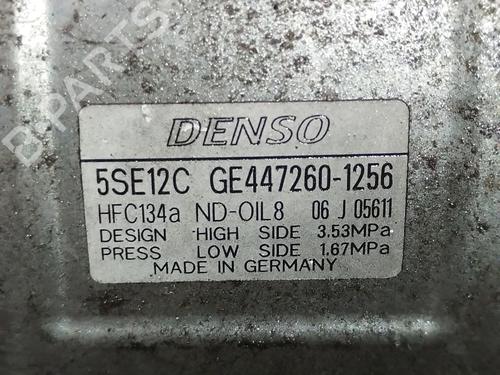 DENSO
5SE12C GE447260-1256
HFC134a ND-OIL8 06 J 05611
DESIGN HIGH SIDE 3.53MPa
PRESS LOW SIDE 1.67MPa
MADE IN GERMANY
B-PARTS